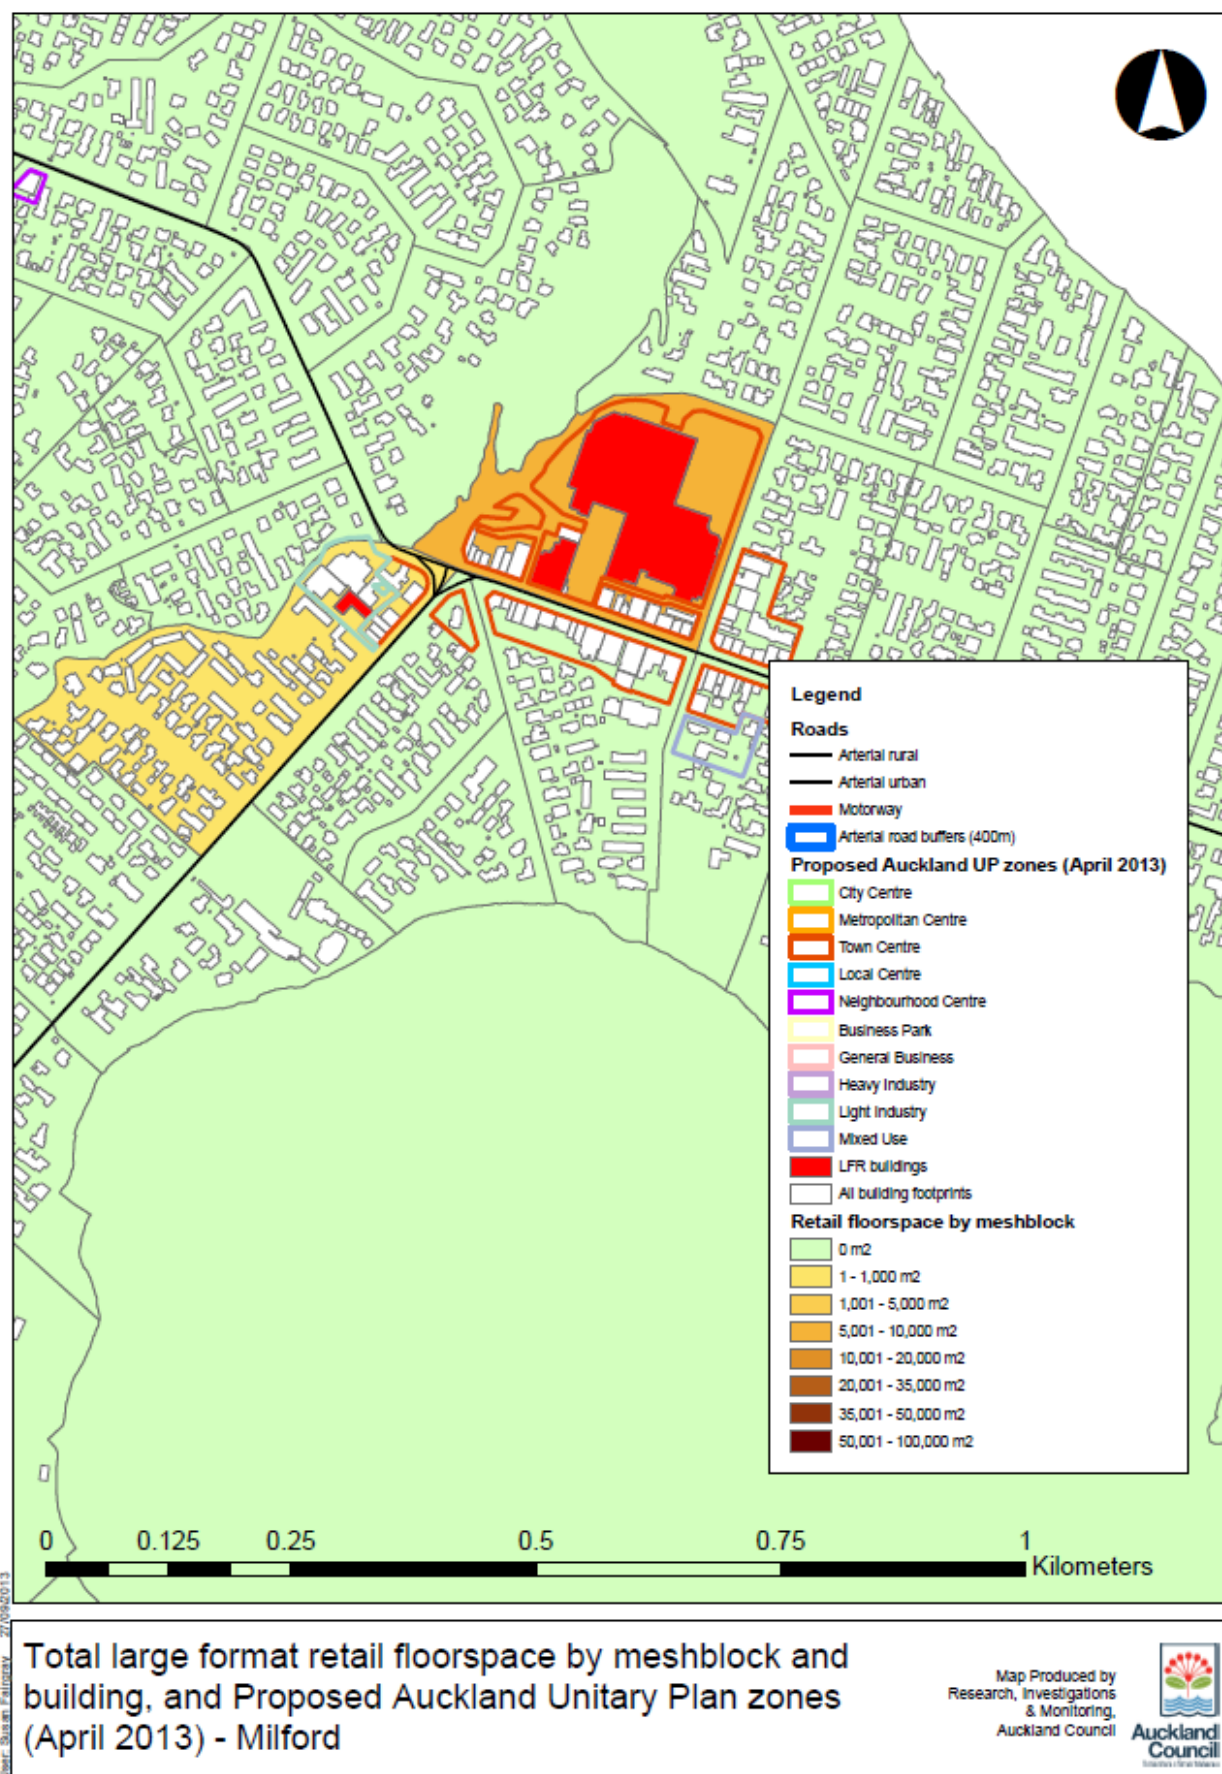 Legend
Roads
Arterial rural
Arterial urban
Motorway
Arterial road buffers (400m)
Proposed Auckland UP zones (April 2013)
City Centre
Metropolitan Centre
Town Centre
Local Centre
Neighbourhood Centre
Business Park
General Business
Heavy Industry
Light Industry
Mixed Use
LFR buildings
All building footprints
Retail floorspace by meshblock
0 m2
1 - 1,000 m2
1,001 - 5,000 m2
5,001 - 10,000 m2
10,001 - 20,000 m2
20,001 - 35,000 m2
35,001 - 50,000 m2
50,001 - 100,000 m2
0 0.125 0.25 0.5 0.75 1
Kilometers
User: Susan Fairgray 27/09/2013
Total large format retail floorspace by meshblock and
building, and Proposed Auckland Unitary Plan zones
(April 2013) - Milford
Map Produced by
Research, Investigations
& Monitoring,
Auckland Council
Auckland
Council